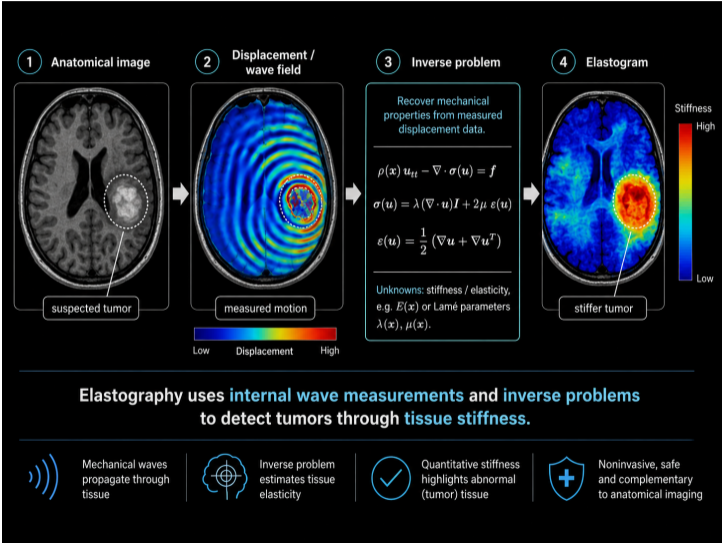 1 Anatomical image
suspected tumor
2 Displacement /
wave field
measured motion
Low Displacement High
3 Inverse problem
Recover mechanical
properties from measured
displacement data.
ρ(x) uₜₜ − ∇ · σ(u) = f
σ(u) = λ(∇ · u)I + 2μ ε(u)
ε(u) = 1/2 (∇u + ∇uᵀ)
Unknowns: stiffness / elasticity,
e.g. E(x) or Lamé parameters
λ(x), μ(x).
4 Elastogram
stiffer tumor
Stiffness
High
Low
Elastography uses internal wave measurements and inverse problems
to detect tumors through tissue stiffness.
Mechanical waves
propagate through
tissue
Inverse problem
estimates tissue
elasticity
Quantitative stiffness
highlights abnormal
(tumor) tissue
Noninvasive, safe
and complementary
to anatomical imaging